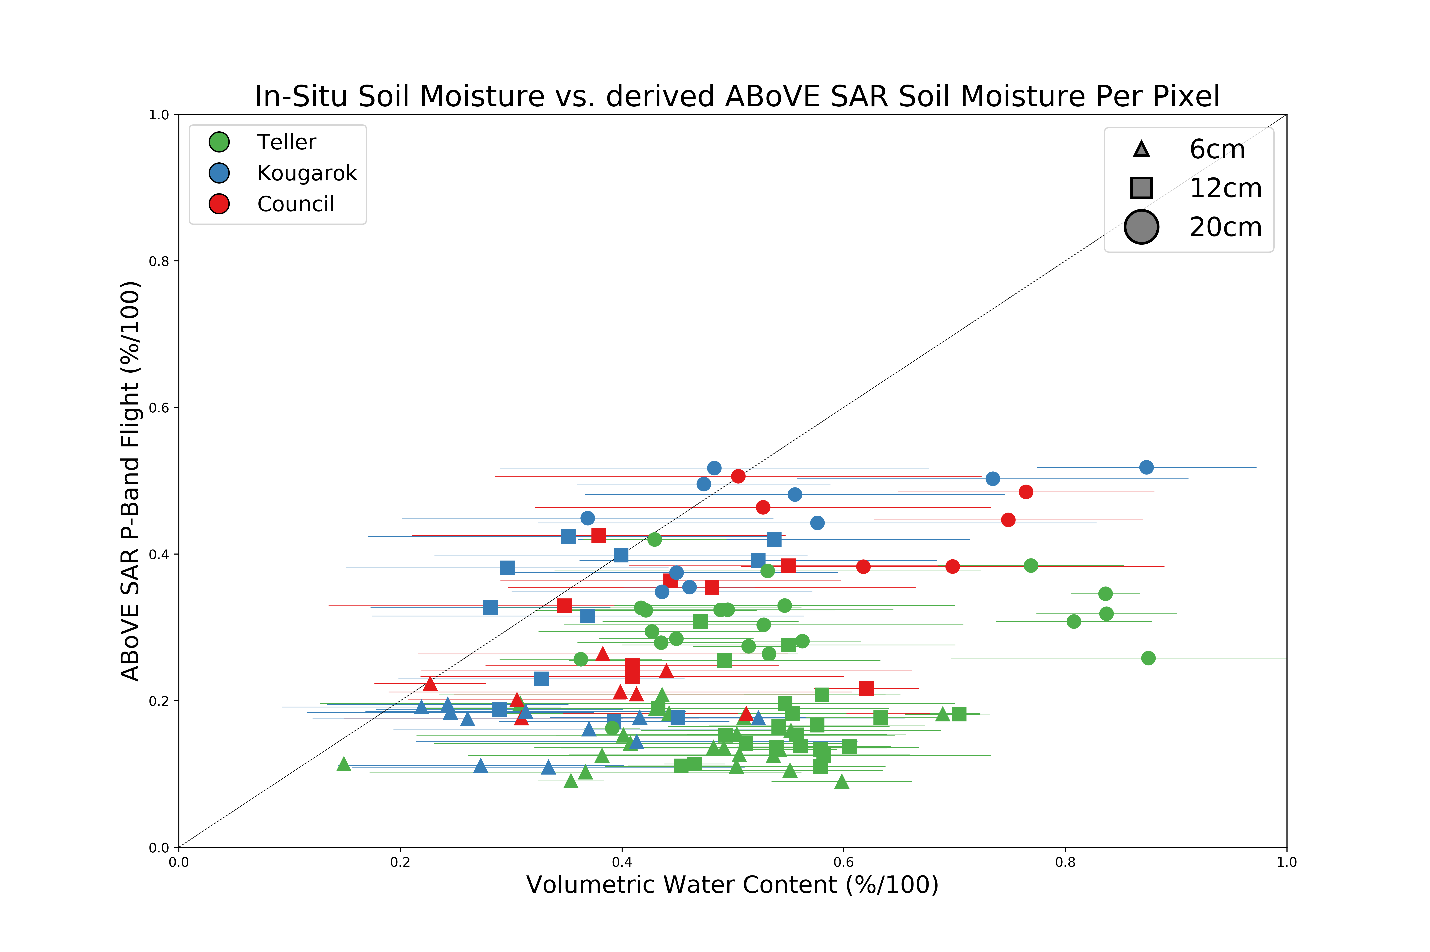 In-Situ Soil Moisture vs. derived ABoVE SAR Soil Moisture Per Pixel
1.0
Teller
Kougarok
Council
6cm
12cm
20cm
0.8
0.6
0.4
0.2
0.0
ABoVE SAR P-Band Flight (%/100)
0.0 0.2 0.4 0.6 0.8 1.0
Volumetric Water Content (%/100)